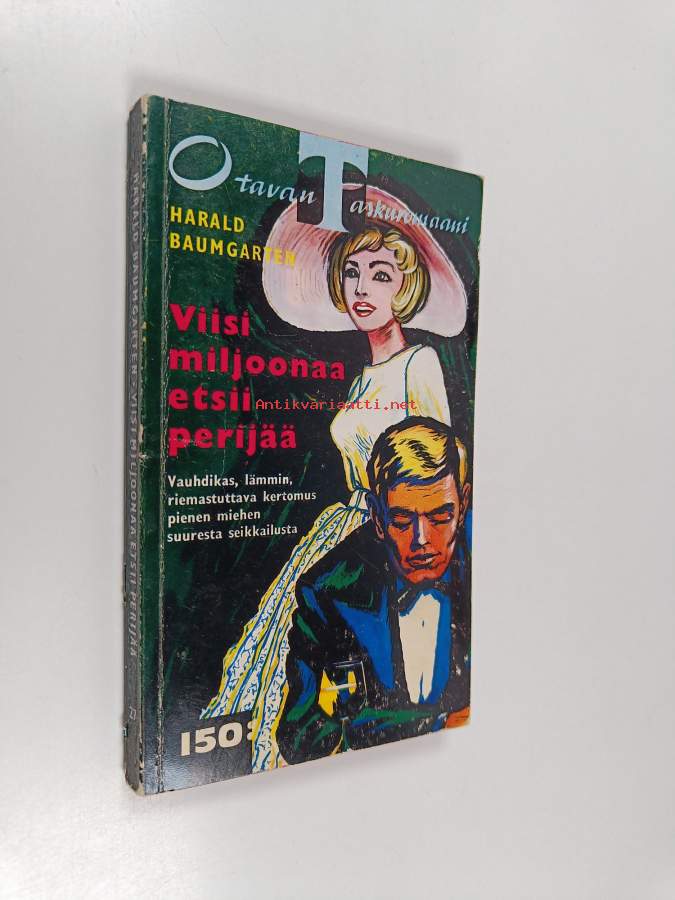 Otavan Taskuromaani
HARALD
BAUMGARTEN
Viisi
miljoonaa
etsii
perijää
Antikvariaatti.net
Vauhdikas, lämmin,
riemastuttava kertomus
pienen miehen
suuresta seikkailusta
150:
HARALD BAUMGARTEN - VIISI MILJOONAA ETSII PERIJÄÄ